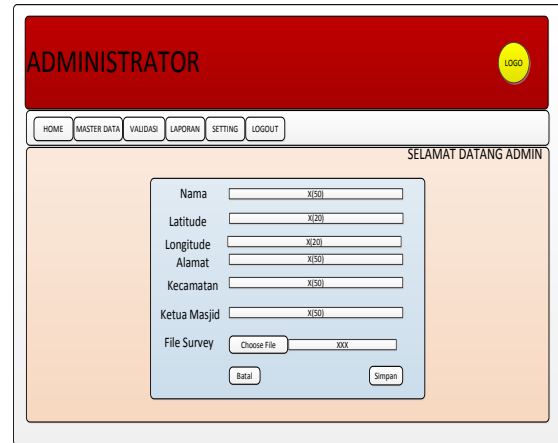 ADMINISTRATOR
LOGO
HOME MASTER DATA VALIDASI LAPORAN SETTING LOGOUT
SELAMAT DATANG ADMIN
Nama X(50)
Latitude X(20)
Longitude X(20)
Alamat X(50)
Kecamatan X(50)
Ketua Masjid X(50)
File Survey Choose File XXX
Batal Simpan